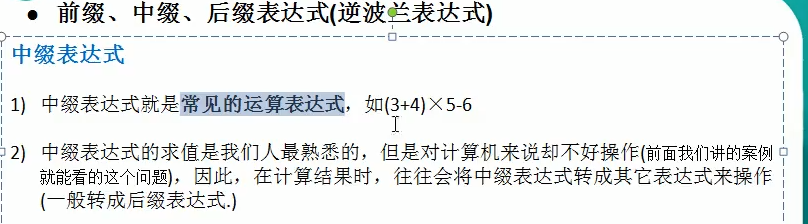 ● 前缀、中缀、后缀表达式(逆波兰表达式)
中缀表达式
1) 中缀表达式就是常见的运算表达式，如(3+4)×5-6
2) 中缀表达式的求值是我们人最熟悉的，但是对计算机来说却不好操作(前面我们讲的案例
就能看的这个问题)，因此，在计算结果时，往往会将中缀表达式转成其它表达式来操作
(一般转成后缀表达式.)